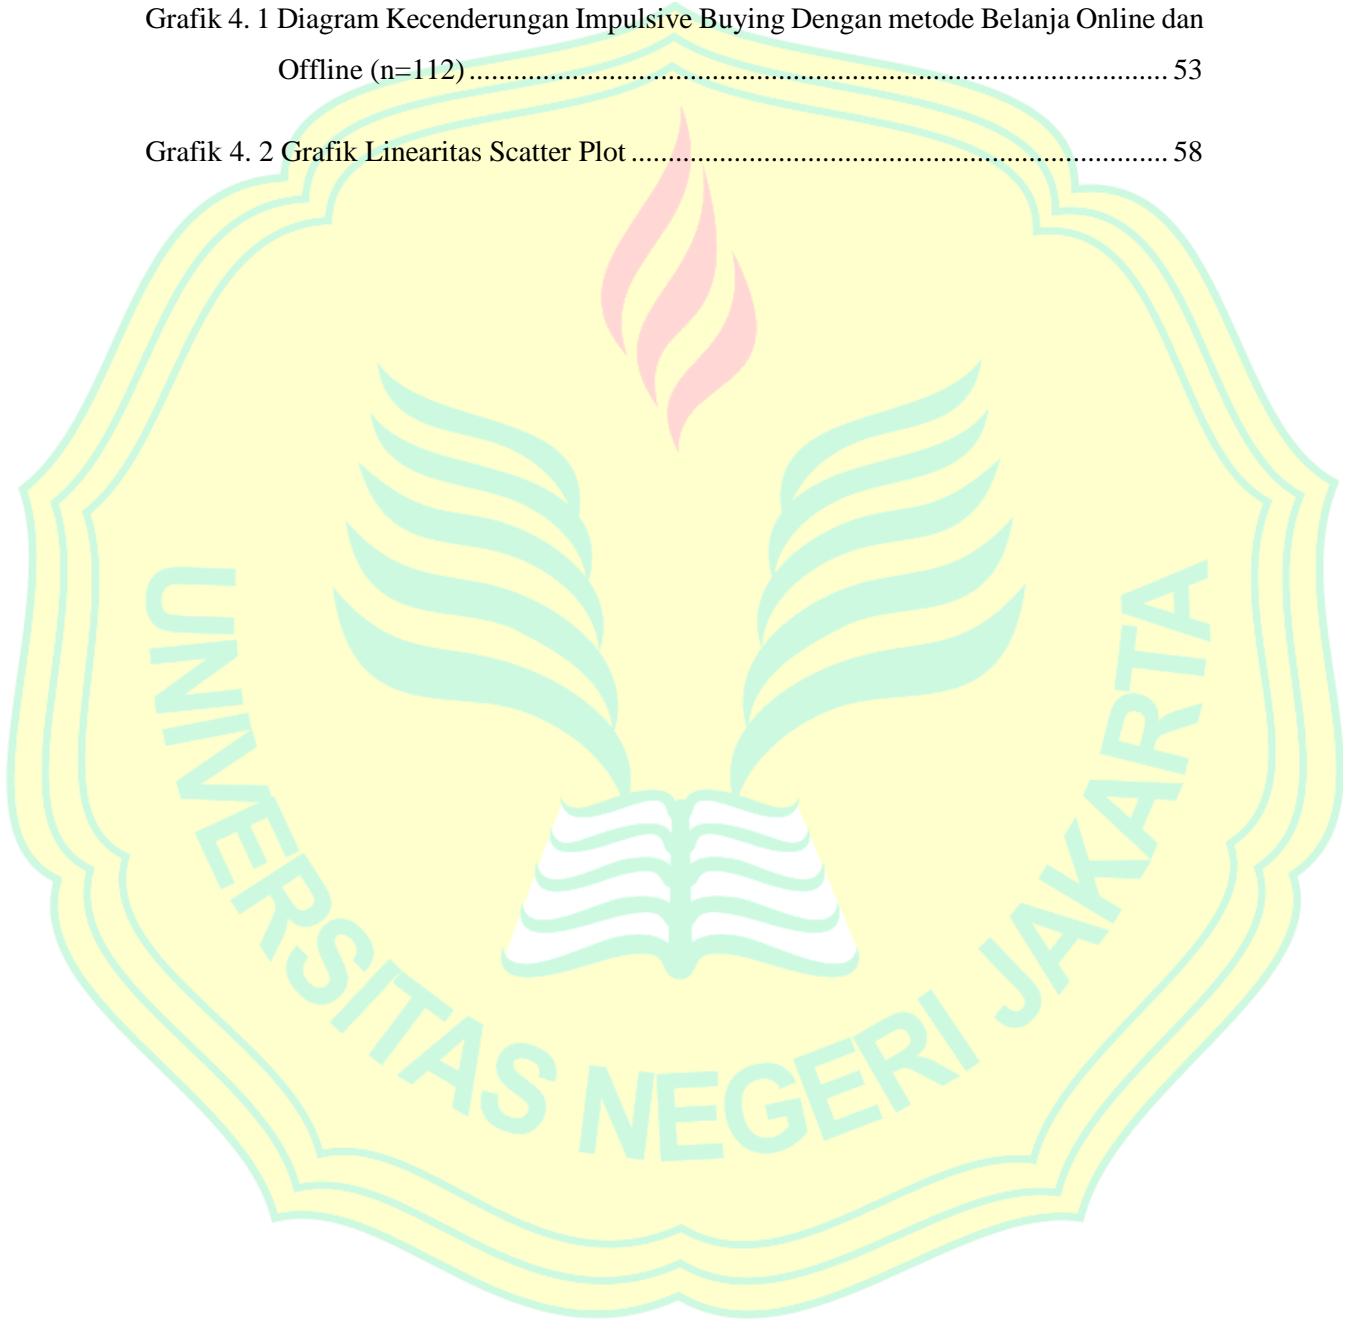 Grafik 4. 1 Diagram Kecenderungan Impulsive Buying Dengan metode Belanja Online dan
Offline (n=112) ................................................................................................ 53
Grafik 4. 2 Grafik Linearitas Scatter Plot .......................................................................... 58
UNIVERSITAS NEGERI JAKARTA